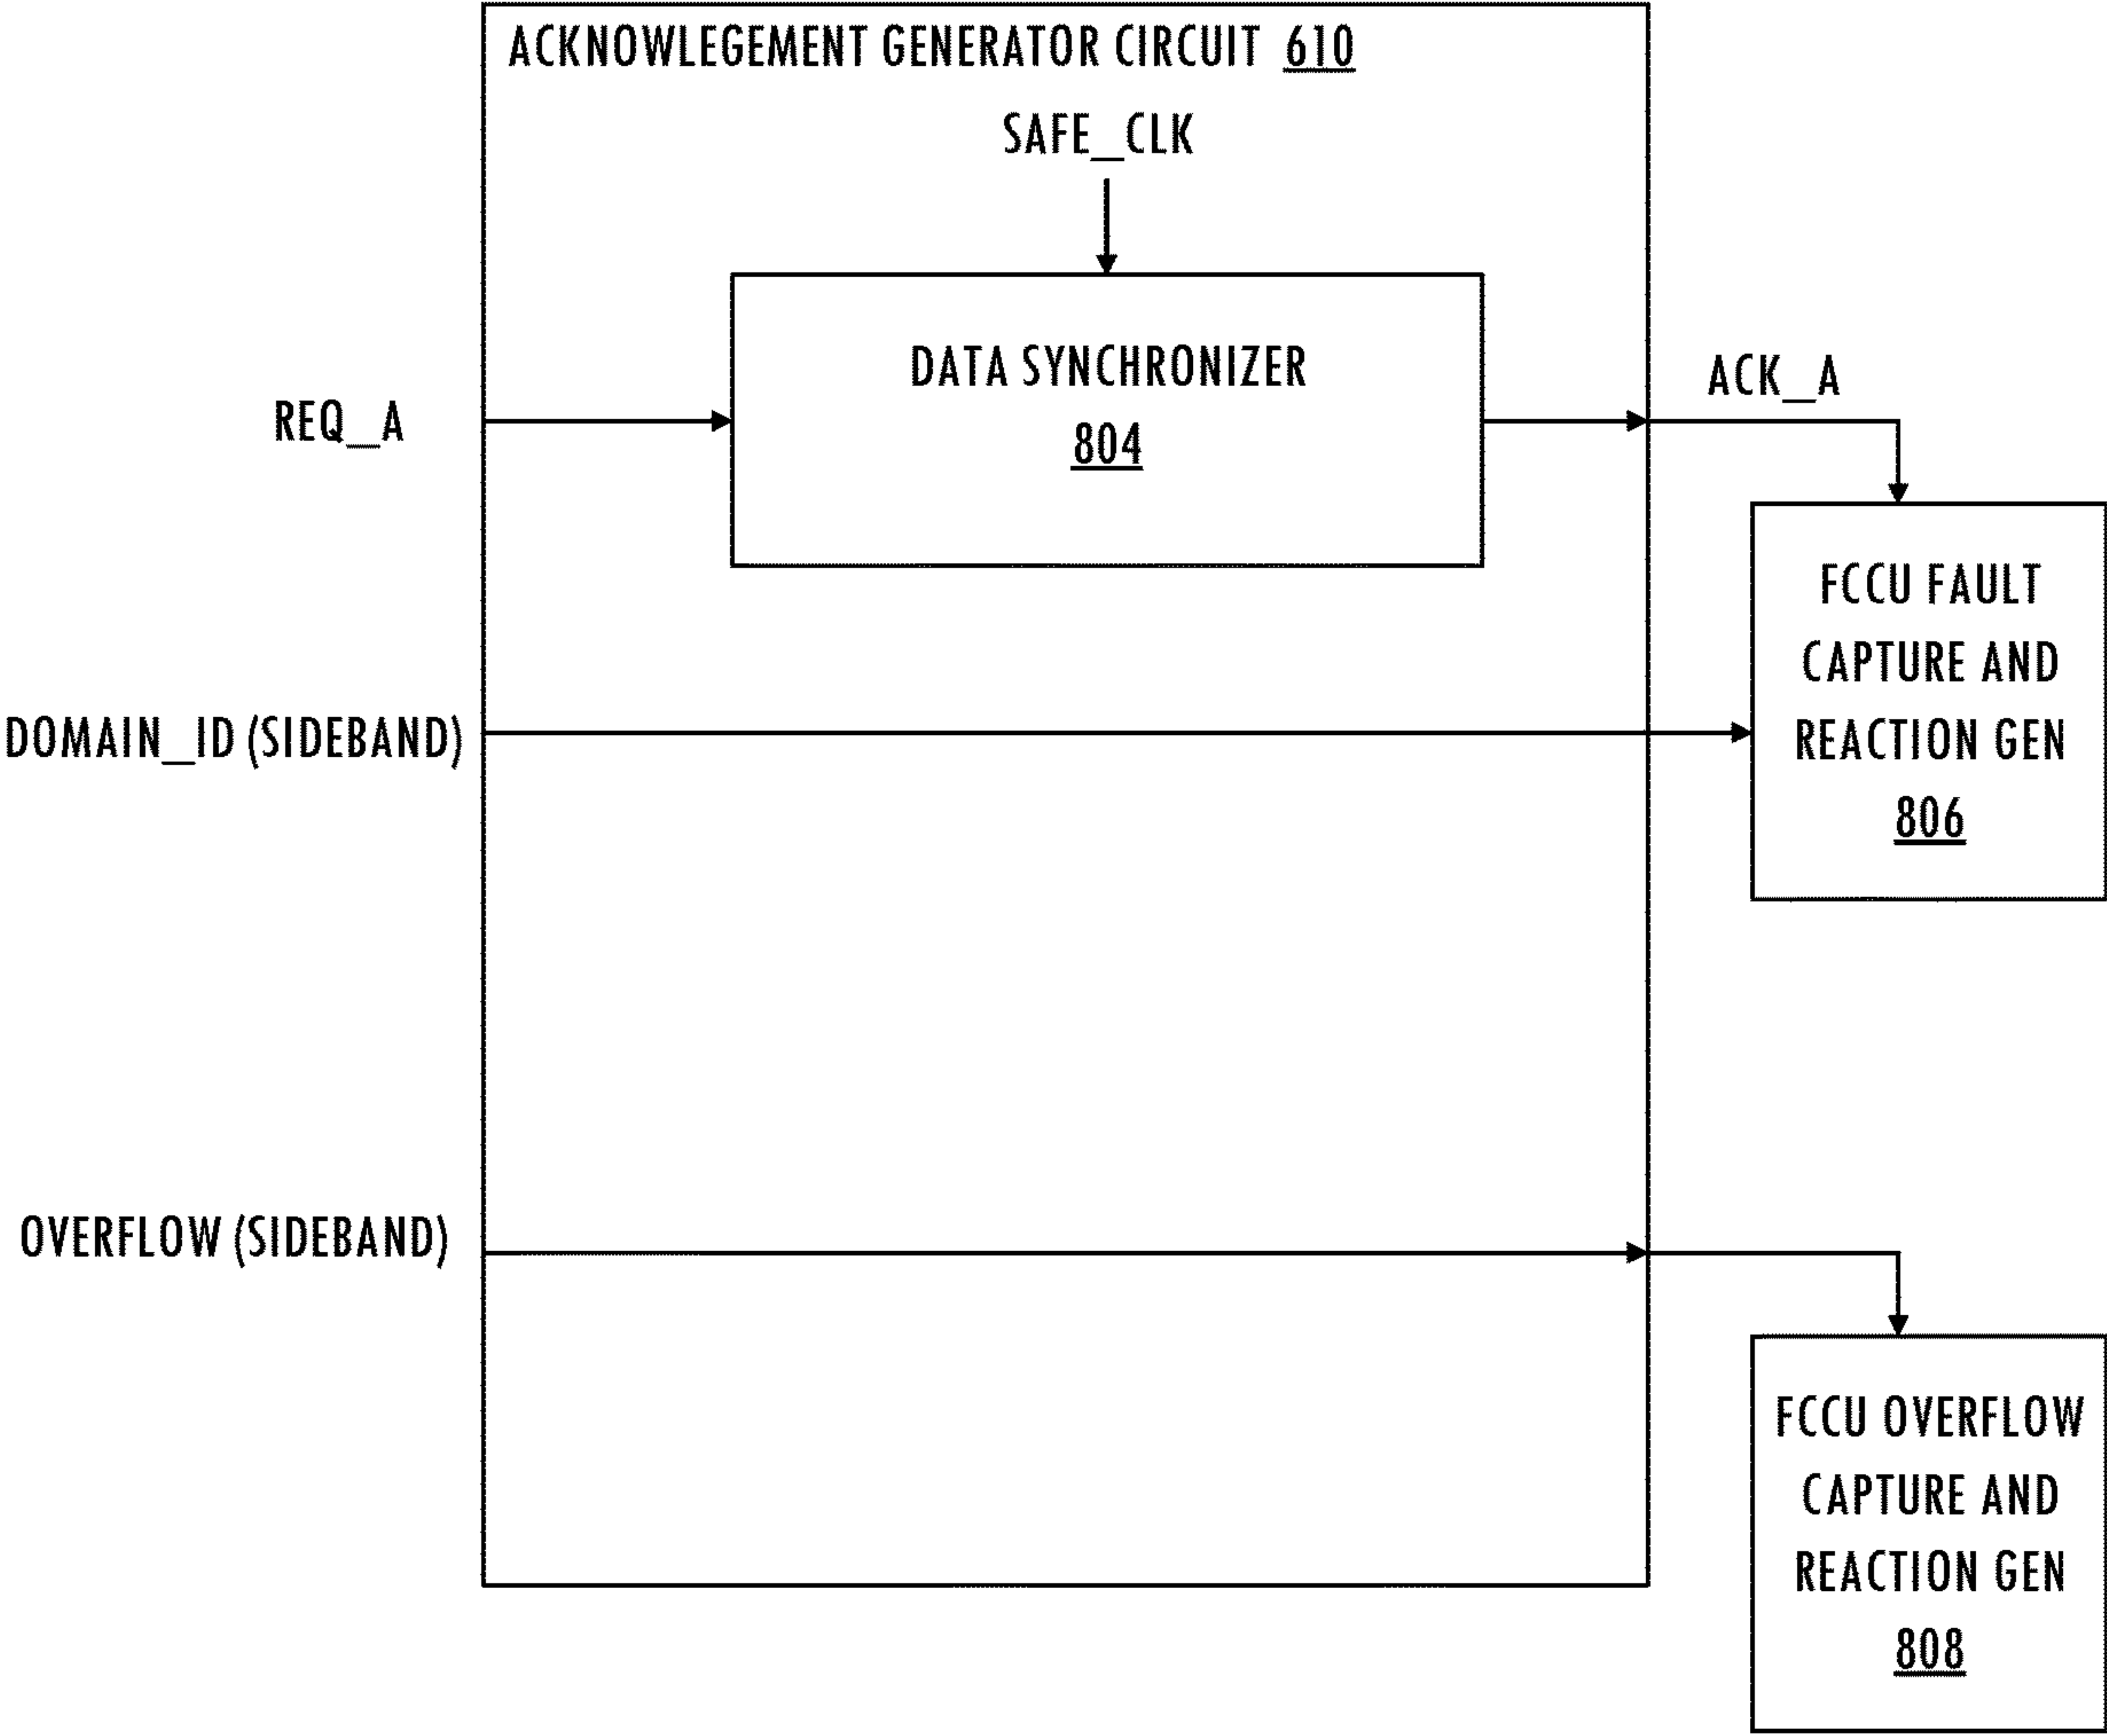 ACKNOWLEGEMENT GENERATOR CIRCUIT 610
SAFE_CLK
DATA SYNCHRONIZER
804
REQ_A
ACK_A
FCCU FAULT
CAPTURE AND
REACTION GEN
806
DOMAIN_ID (SIDEBAND)
OVERFLOW (SIDEBAND)
FCCU OVERFLOW
CAPTURE AND
REACTION GEN
808